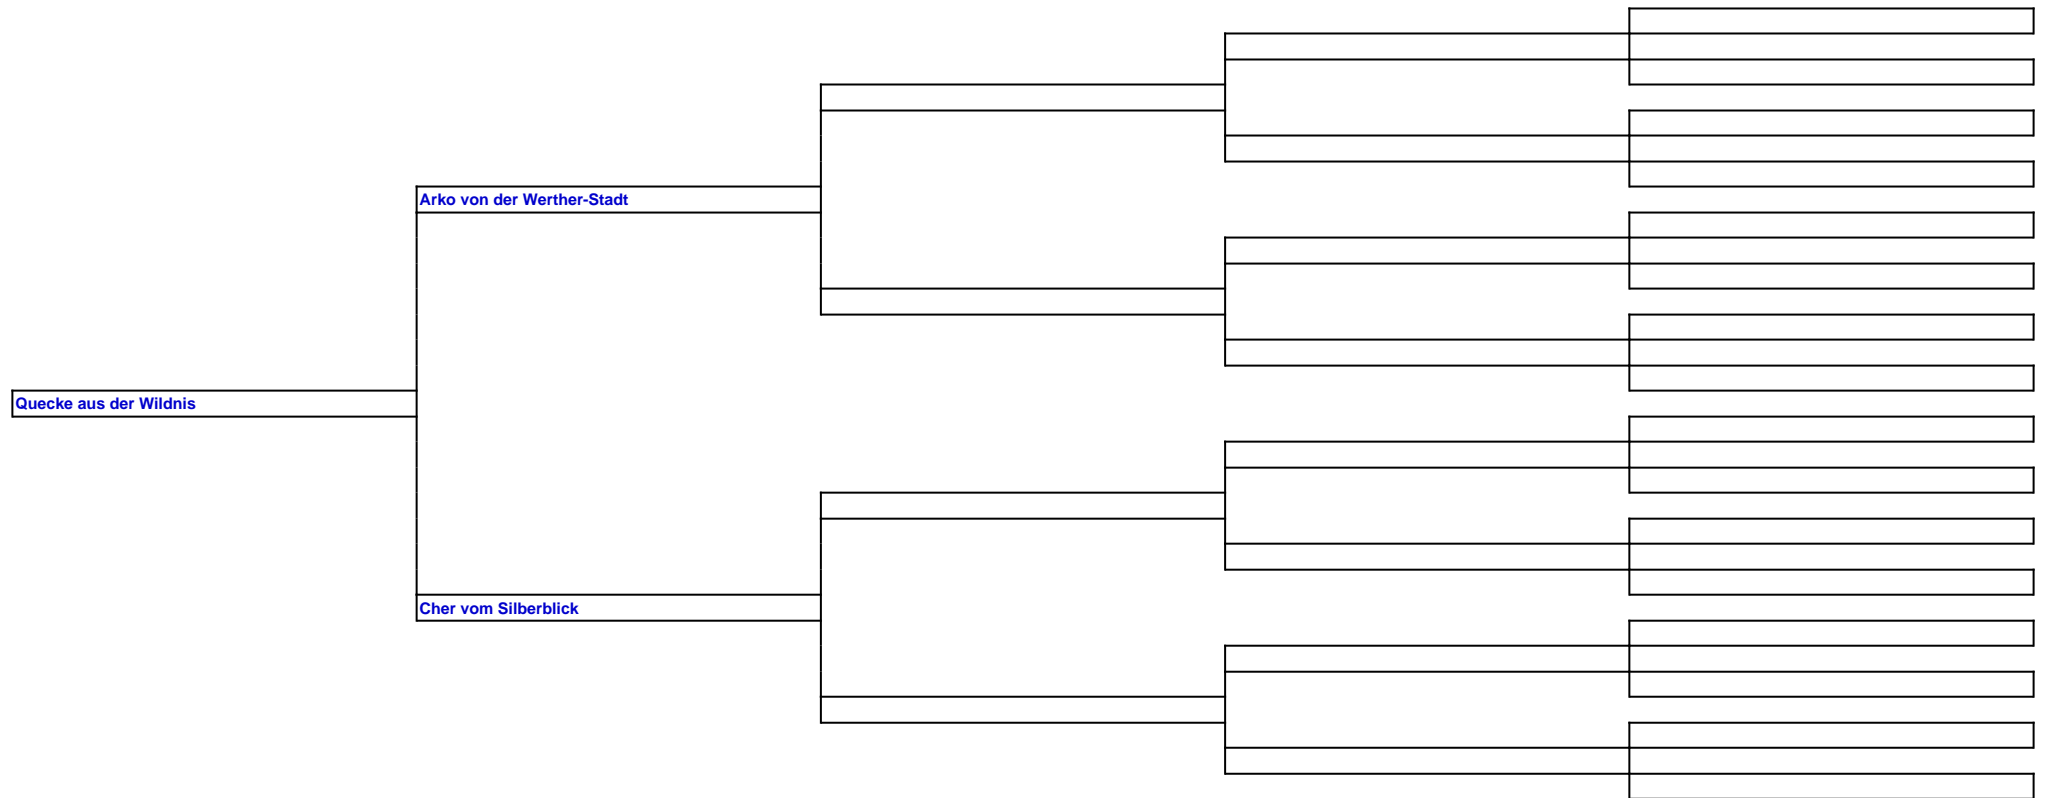 Arko von der Werther-Stadt
Quecke aus der Wildnis
Cher vom Silberblick